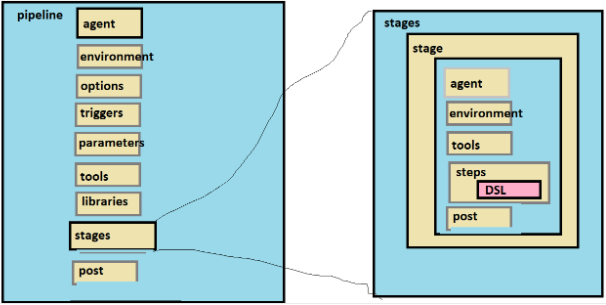 pipeline
agent
environment
options
triggers
parameters
tools
libraries
stages
post
stages
stage
agent
environment
tools
steps
DSL
post